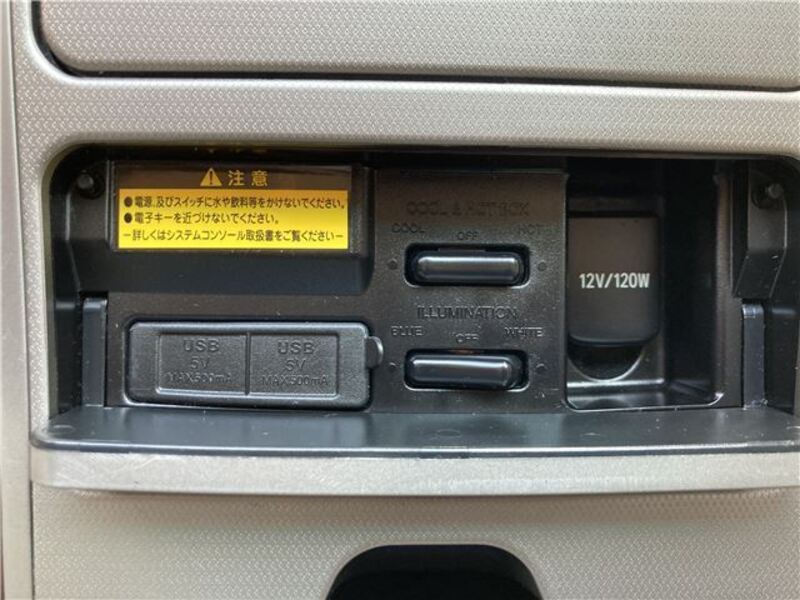 注意
●電源、及びスイッチに水や飲料等をかけないでください。
●電子キーを近づけないでください。
ー詳しくはシステムコンソール取扱書をご覧くださいー
COOL & HOT BOX
COOL OFF HOT
ILLUMINATION
BLUE OFF WHITE
USB
5V
MAX500mA
USB
5V
MAX500mA
12V/120W